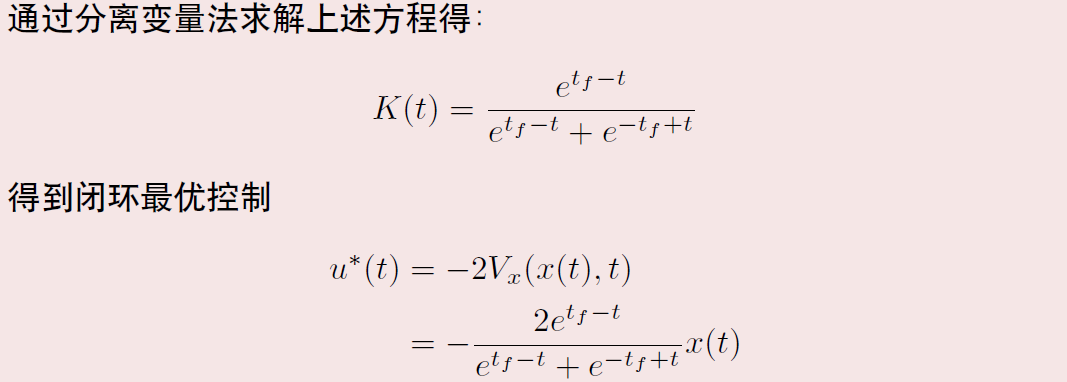 通过分离变量法求解上述方程得:
K(t) = \frac{e^{t_f-t}}{e^{t_f-t} + e^{-t_f+t}}
得到闭环最优控制
u^*(t) = -2V_x(x(t), t)
= -\frac{2e^{t_f-t}}{e^{t_f-t} + e^{-t_f+t}}x(t)